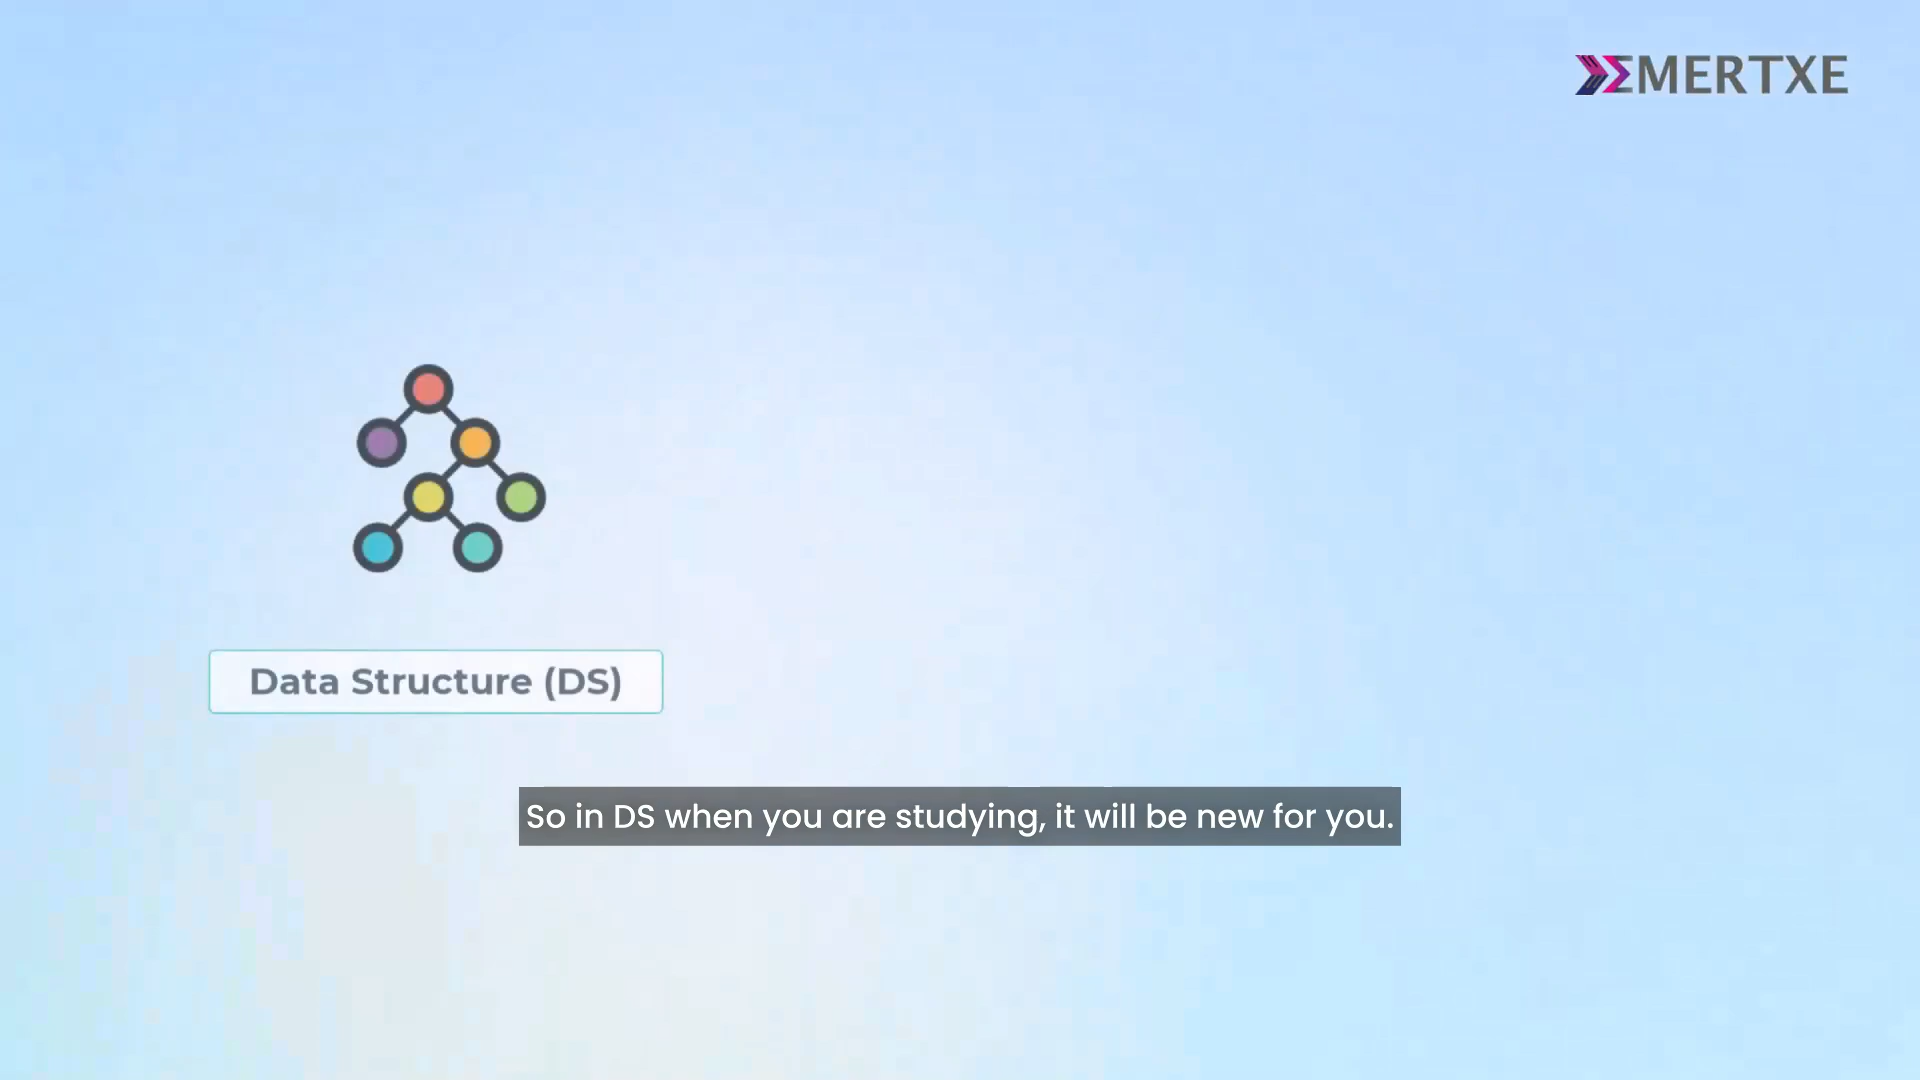 EMERTXE
Data Structure (DS)
So in DS when you are studying, it will be new for you.